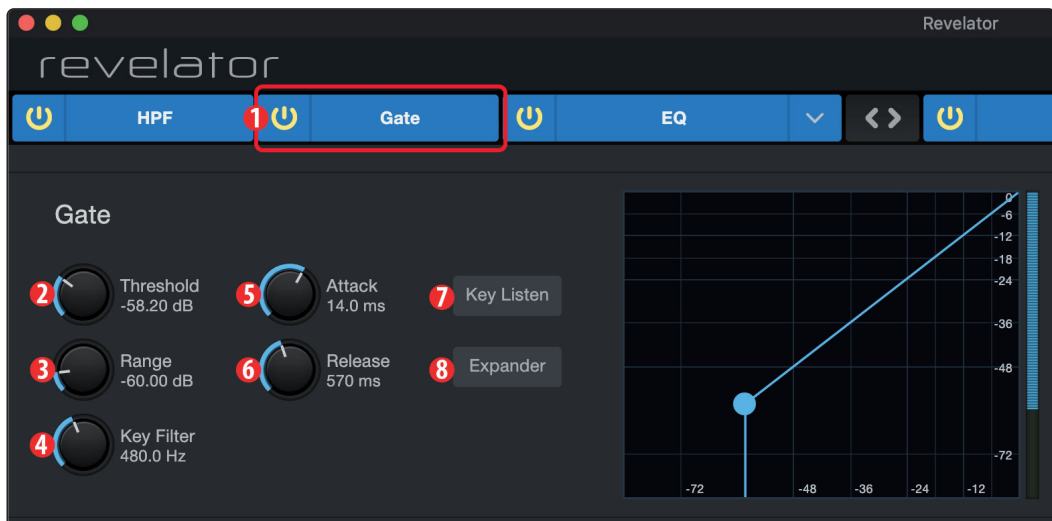 Revelator
revelator
HPF
1
Gate
EQ
Gate
2 Threshold
-58.20 dB
5 Attack
14.0 ms
7 Key Listen
3 Range
-60.00 dB
6 Release
570 ms
8 Expander
4 Key Filter
480.0 Hz
0
-6
-12
-18
-24
-36
-48
-72
-72 -48 -36 -24 -12